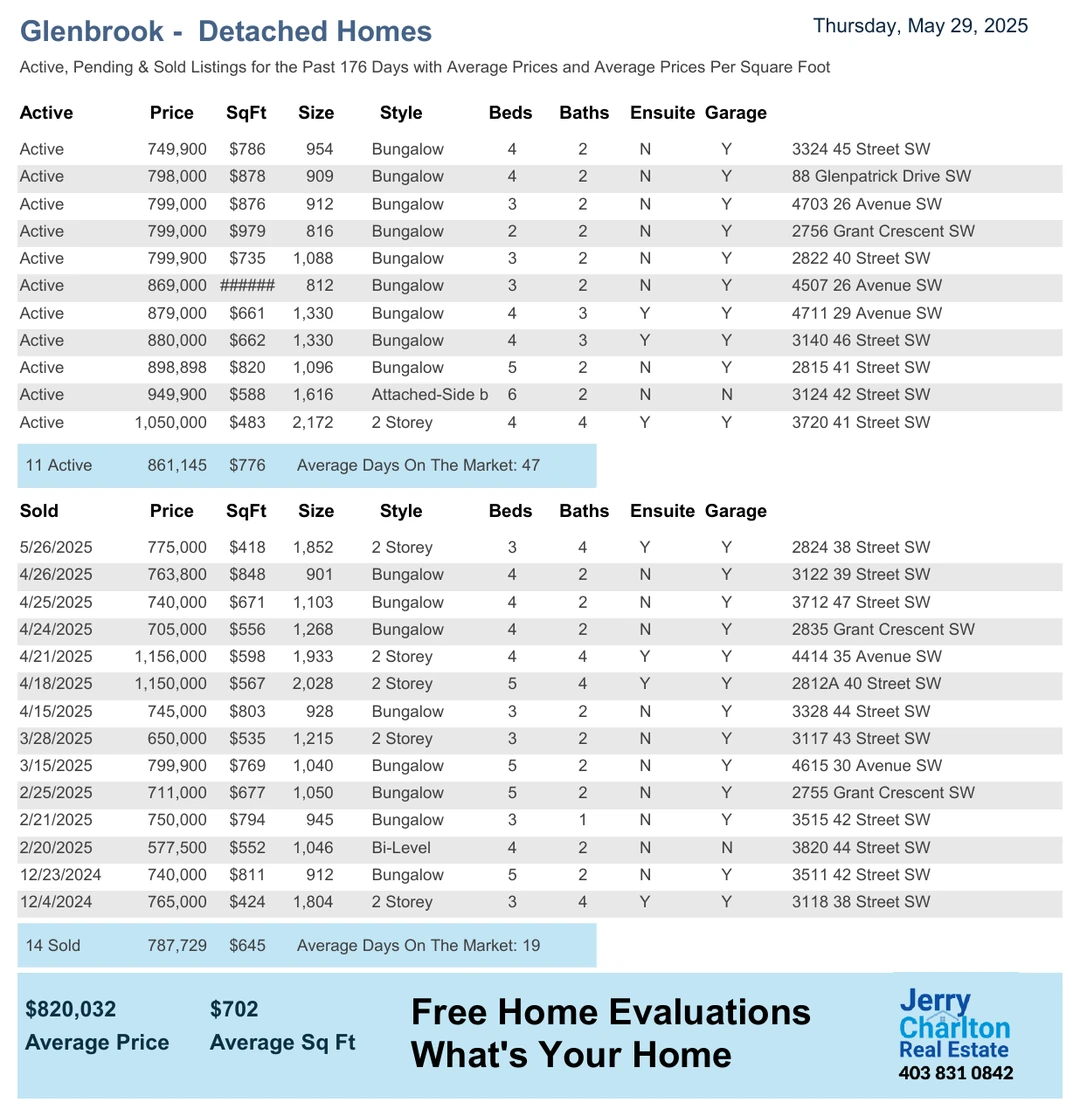 Glenbrook -  Detached Homes
Thursday, May 29, 2025
Active, Pending & Sold Listings for the Past 176 Days with Average Prices and Average Prices Per Square Foot
Active Price SqFt Size Style Beds Baths Ensuite Garage
Active 749,900 $786 954 Bungalow 4 2 N Y 3324 45 Street SW
Active 798,000 $878 909 Bungalow 4 2 N Y 88 Glenpatrick Drive SW
Active 799,000 $876 912 Bungalow 3 2 N Y 4703 26 Avenue SW
Active 799,000 $979 816 Bungalow 2 2 N Y 2756 Grant Crescent SW
Active 799,900 $735 1,088 Bungalow 3 2 N Y 2822 40 Street SW
Active 869,000 ###### 812 Bungalow 3 2 N Y 4507 26 Avenue SW
Active 879,000 $661 1,330 Bungalow 4 3 Y Y 4711 29 Avenue SW
Active 880,000 $662 1,330 Bungalow 4 3 Y Y 3140 46 Street SW
Active 898,898 $820 1,096 Bungalow 5 2 N Y 2815 41 Street SW
Active 949,900 $588 1,616 Attached-Side b 6 2 N N 3124 42 Street SW
Active 1,050,000 $483 2,172 2 Storey 4 4 Y Y 3720 41 Street SW
11 Active 861,145 $776 Average Days On The Market: 47
Sold Price SqFt Size Style Beds Baths Ensuite Garage
5/26/2025 775,000 $418 1,852 2 Storey 3 4 Y Y 2824 38 Street SW
4/26/2025 763,800 $848 901 Bungalow 4 2 N Y 3122 39 Street SW
4/25/2025 740,000 $671 1,103 Bungalow 4 2 N Y 3712 47 Street SW
4/24/2025 705,000 $556 1,268 Bungalow 4 2 N Y 2835 Grant Crescent SW
4/21/2025 1,156,000 $598 1,933 2 Storey 4 4 Y Y 4414 35 Avenue SW
4/18/2025 1,150,000 $567 2,028 2 Storey 5 4 Y Y 2812A 40 Street SW
4/15/2025 745,000 $803 928 Bungalow 3 2 N Y 3328 44 Street SW
3/28/2025 650,000 $535 1,215 2 Storey 3 2 N Y 3117 43 Street SW
3/15/2025 799,900 $769 1,040 Bungalow 5 2 N Y 4615 30 Avenue SW
2/25/2025 711,000 $677 1,050 Bungalow 5 2 N Y 2755 Grant Crescent SW
2/21/2025 750,000 $794 945 Bungalow 3 1 N Y 3515 42 Street SW
2/20/2025 577,500 $552 1,046 Bi-Level 4 2 N N 3820 44 Street SW
12/23/2024 740,000 $811 912 Bungalow 5 2 N Y 3511 42 Street SW
12/4/2024 765,000 $424 1,804 2 Storey 3 4 Y Y 3118 38 Street SW
14 Sold 787,729 $645 Average Days On The Market: 19
$820,032 $702
Average Price Average Sq Ft
Free Home Evaluations
What's Your Home
Jerry
Charlton
Real Estate
403 831 0842